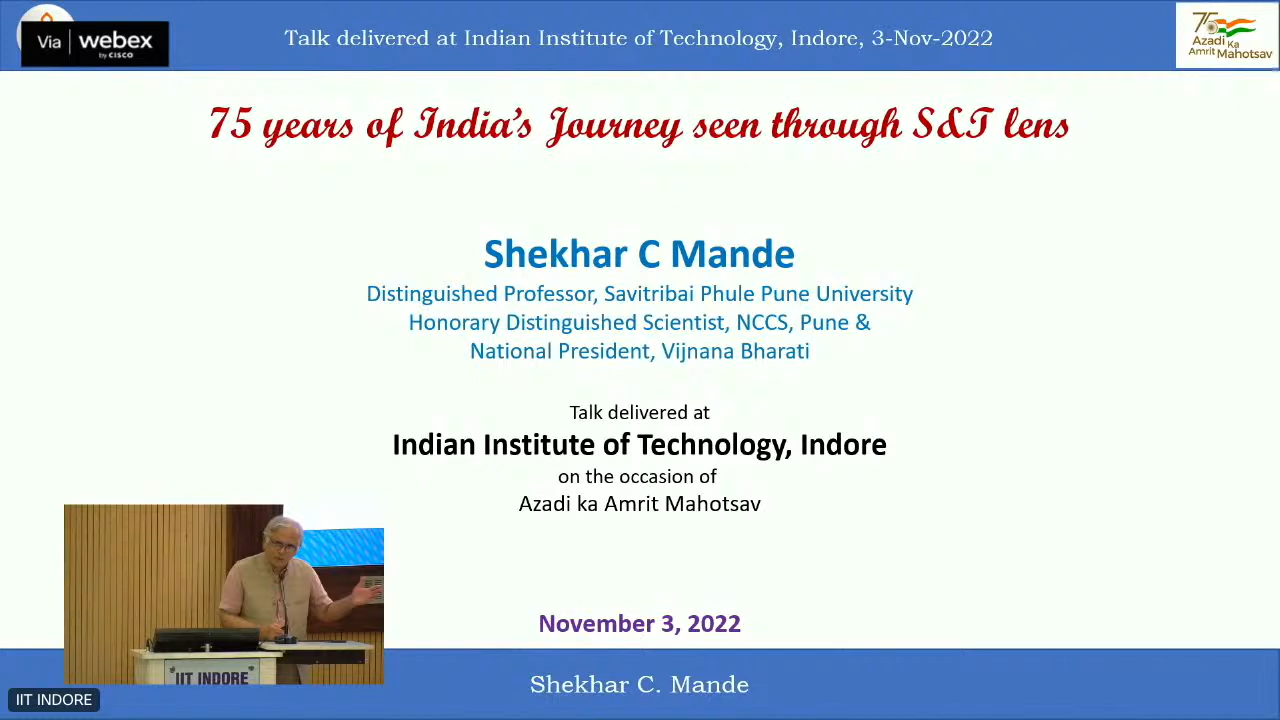 Via webex
by CISCO
Talk delivered at Indian Institute of Technology, Indore, 3-Nov-2022
75
Azadi
Ka
Amrit Mahotsav
75 years of India's Journey seen through S&T lens
Shekhar C Mande
Distinguished Professor, Savitribai Phule Pune University
Honorary Distinguished Scientist, NCCS, Pune &
National President, Vijnana Bharati
Talk delivered at
Indian Institute of Technology, Indore
on the occasion of
Azadi ka Amrit Mahotsav
November 3, 2022
IIT INDORE
Shekhar C. Mande
IIT INDORE